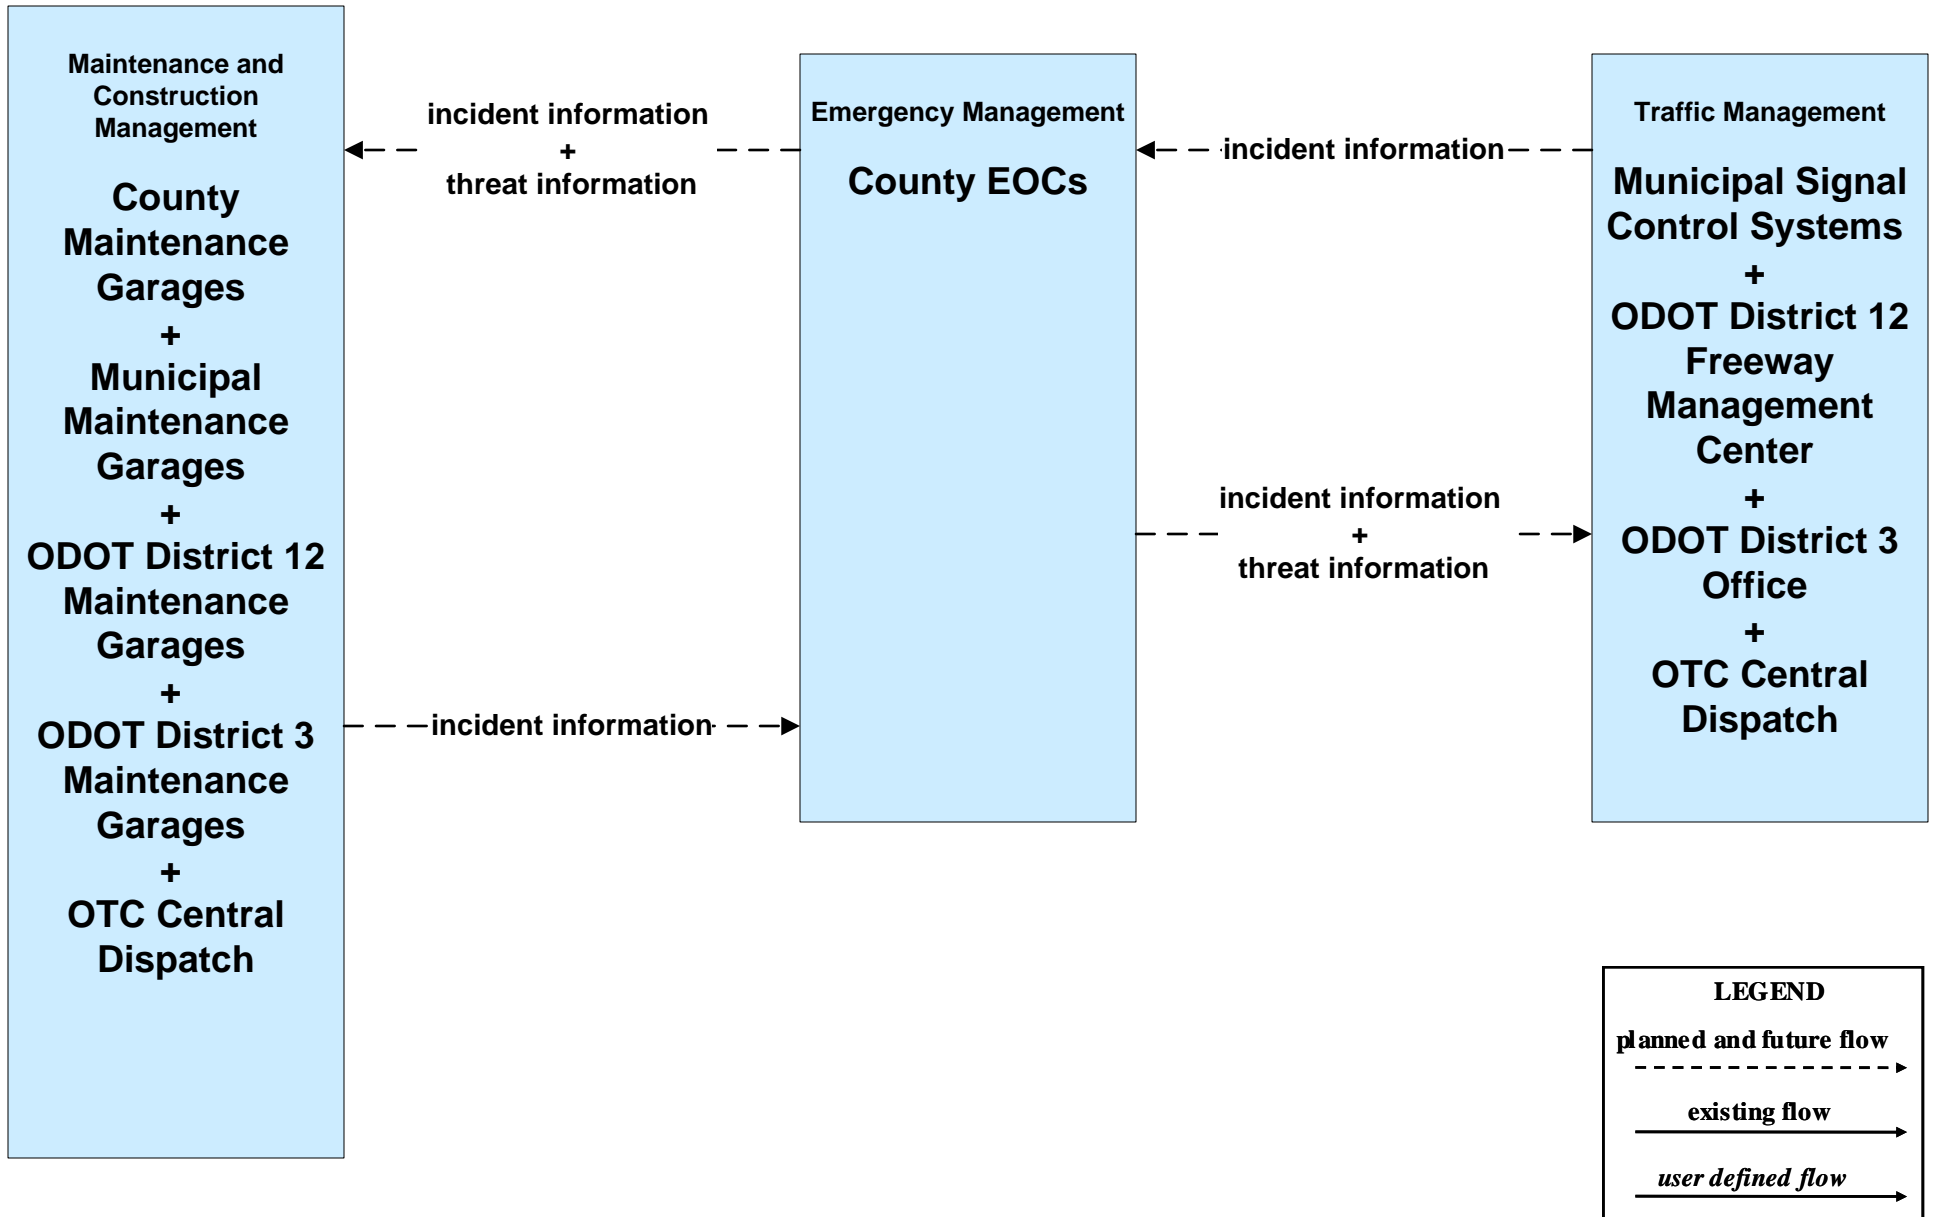 Maintenance and
Construction
Management
County
Maintenance
Garages
+
Municipal
Maintenance
Garages
+
ODOT District 12
Maintenance
Garages
+
ODOT District 3
Maintenance
Garages
+
OTC Central
Dispatch
incident information
+
threat information
incident information
Emergency Management
County EOCs
incident information
incident information
+
threat information
Traffic Management
Municipal Signal
Control Systems
+
ODOT District 12
Freeway
Management
Center
+
ODOT District 3
Office
+
OTC Central
Dispatch
LEGEND
planned and future flow
existing flow
user defined flow